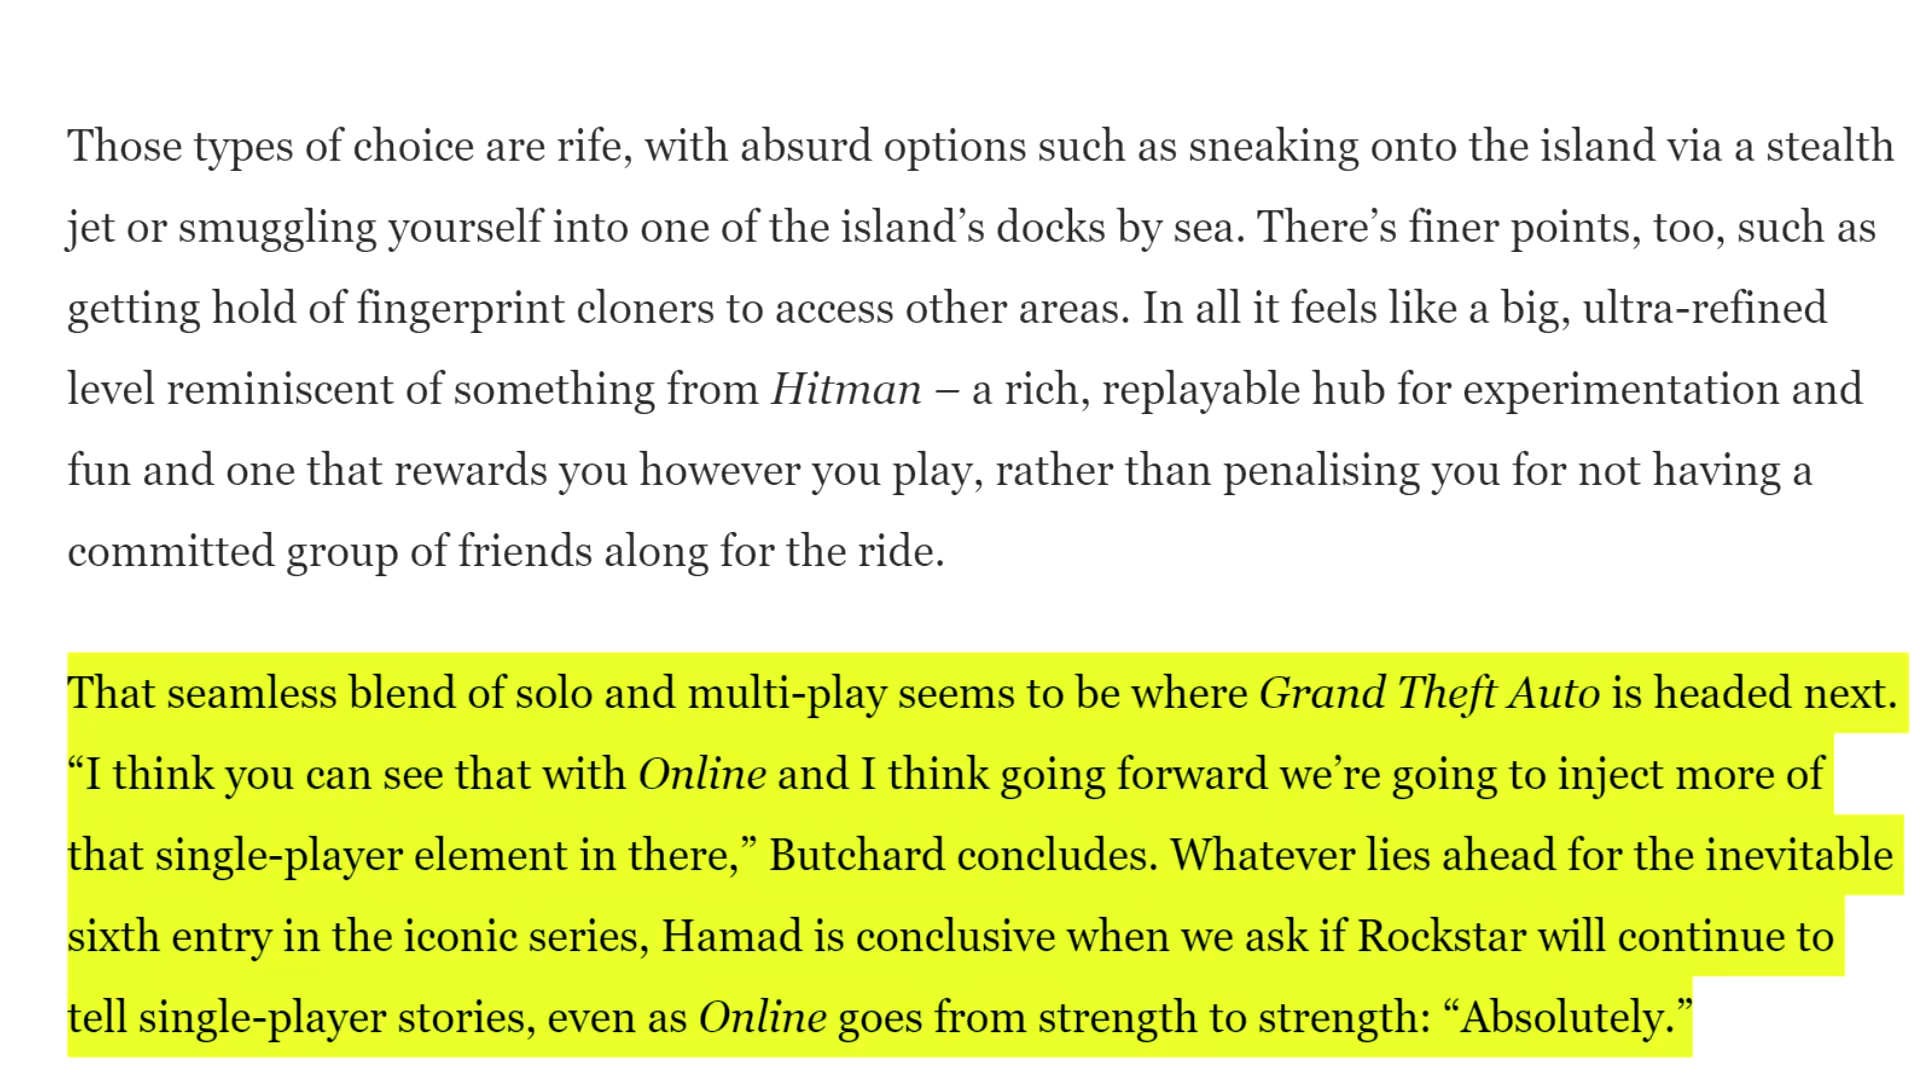 Those types of choice are rife, with absurd options such as sneaking onto the island via a stealth
jet or smuggling yourself into one of the island’s docks by sea. There’s finer points, too, such as
getting hold of fingerprint cloners to access other areas. In all it feels like a big, ultra-refined
level reminiscent of something from Hitman – a rich, replayable hub for experimentation and
fun and one that rewards you however you play, rather than penalising you for not having a
committed group of friends along for the ride.
That seamless blend of solo and multi-play seems to be where Grand Theft Auto is headed next.
“I think you can see that with Online and I think going forward we’re going to inject more of
that single-player element in there,” Butchard concludes. Whatever lies ahead for the inevitable
sixth entry in the iconic series, Hamad is conclusive when we ask if Rockstar will continue to
tell single-player stories, even as Online goes from strength to strength: “Absolutely.”